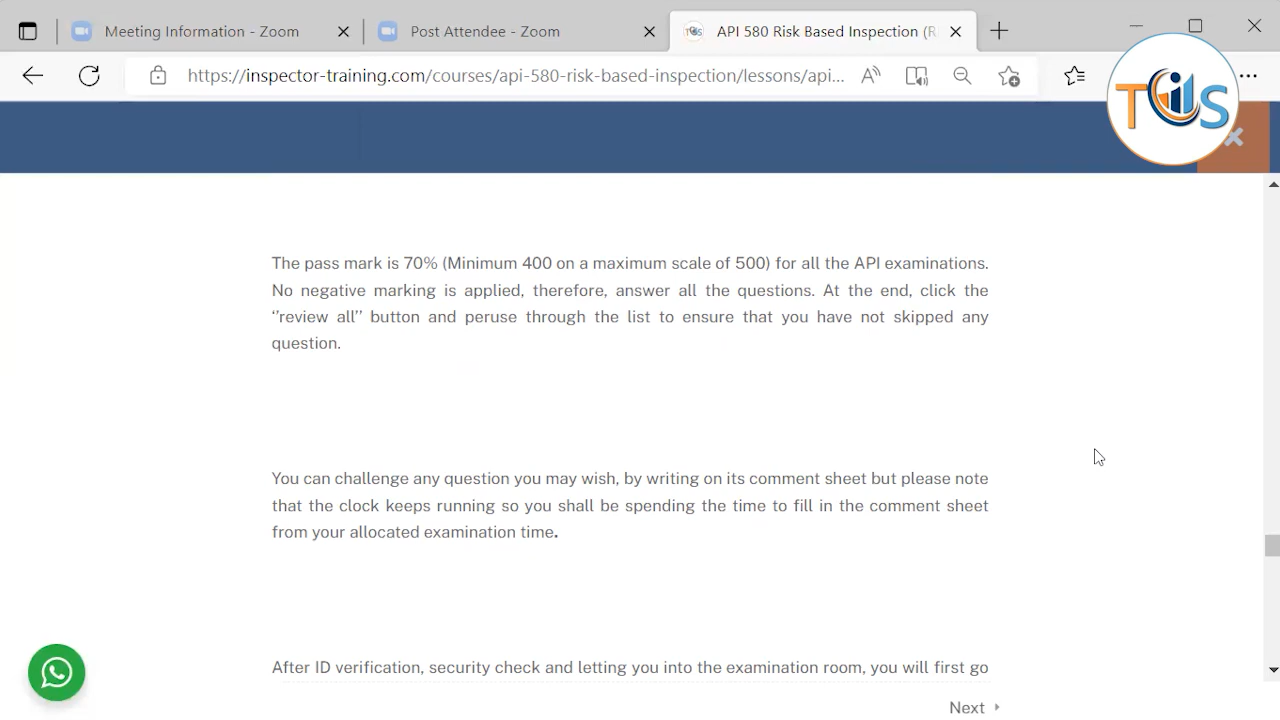 Meeting Information - Zoom
Post Attendee - Zoom
API 580 Risk Based Inspection (R
https://inspector-training.com/courses/api-580-risk-based-inspection/lessons/api...
TIS
The pass mark is 70% (Minimum 400 on a maximum scale of 500) for all the API examinations.
No negative marking is applied, therefore, answer all the questions. At the end, click the
‘’review all’’ button and peruse through the list to ensure that you have not skipped any
question.
You can challenge any question you may wish, by writing on its comment sheet but please note
that the clock keeps running so you shall be spending the time to fill in the comment sheet
from your allocated examination time.
After ID verification, security check and letting you into the examination room, you will first go
Next